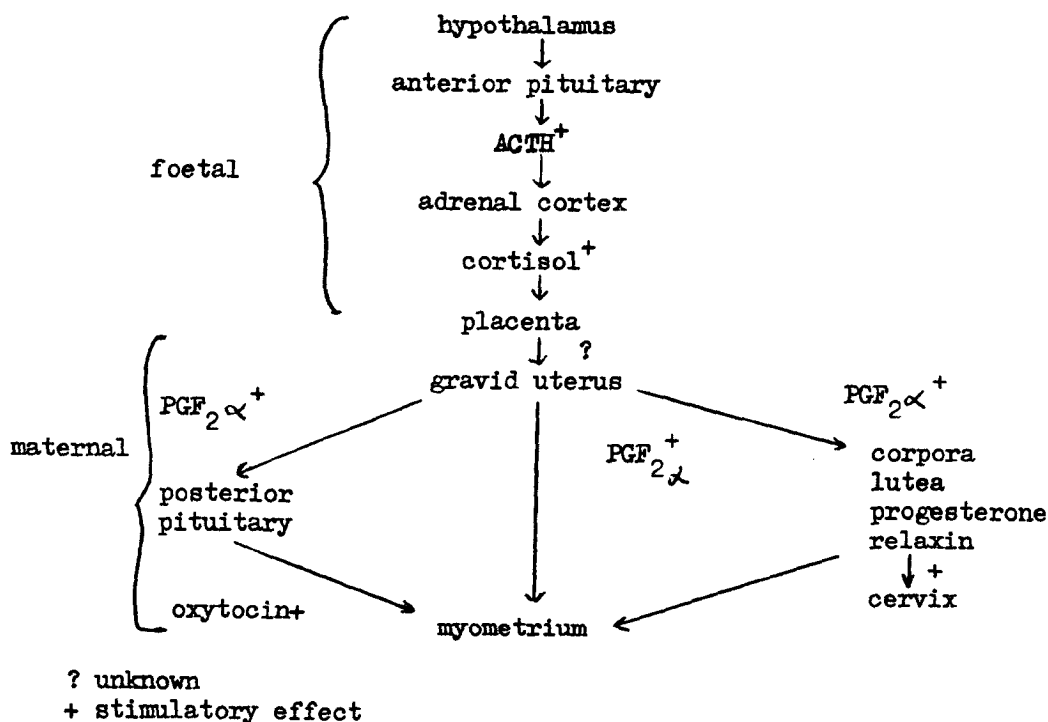 hypothalamus
anterior pituitary
ACTH+
foetal
adrenal cortex
cortisol+
placenta
?
gravid uterus
PGF2α+
PGF2α+
maternal
PGF2α+
corpora
lutea
progesterone
relaxin
posterior
pituitary
+
cervix
oxytocin+
myometrium
? unknown
+ stimulatory effect